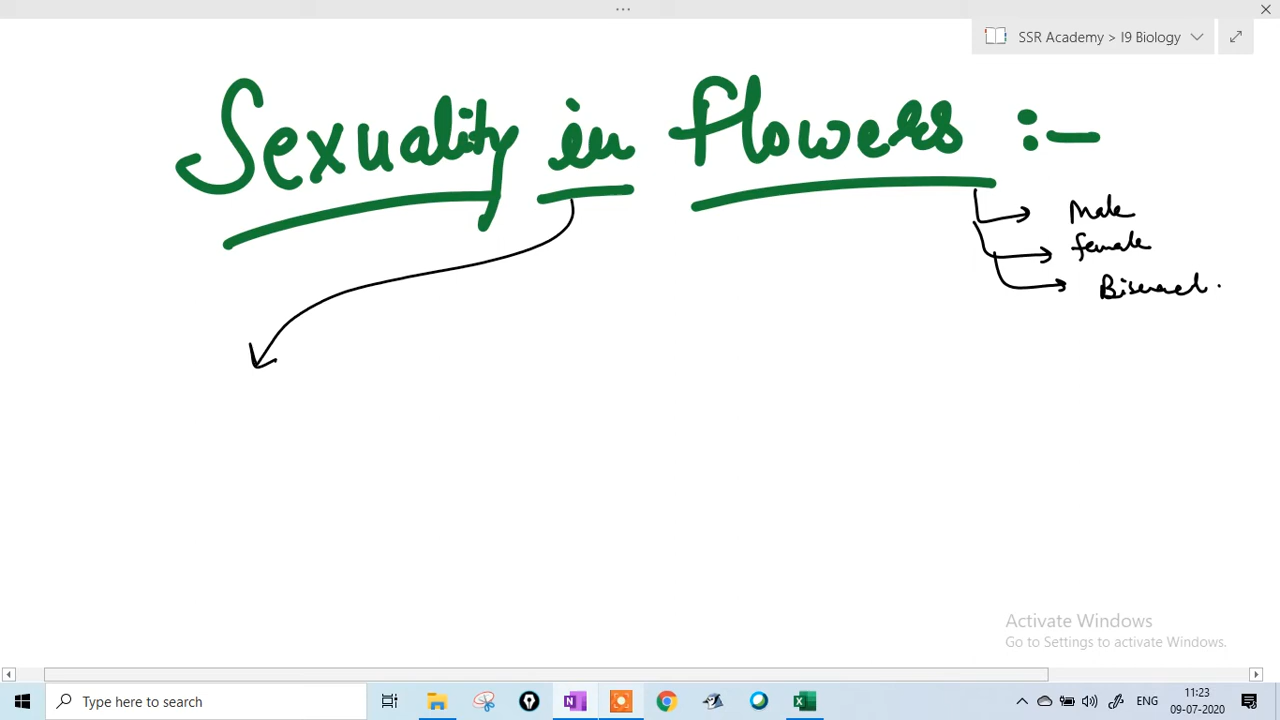 SSR Academy > I9 Biology
Sexuality in flowers :-
Male
female
Activate Windows
Go to Settings to activate Windows.
Type here to search
ENG
11:23
09-07-2020